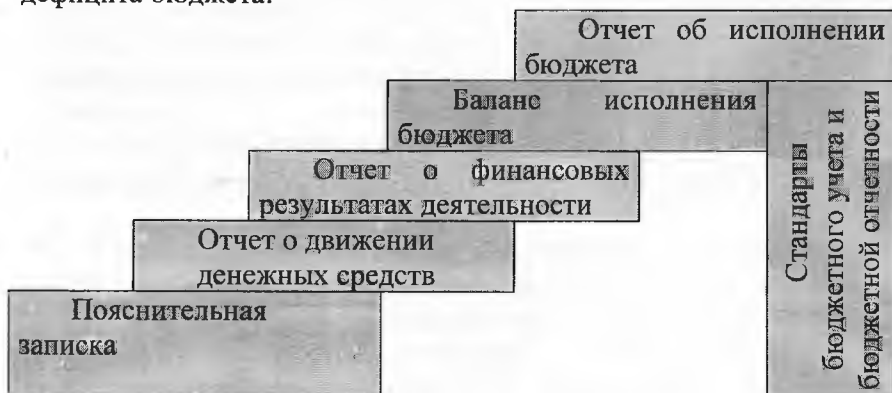 дефицита бюджета.
Отчет об исполнении
бюджета
Баланс исполнения
бюджета
Отчет о финансовых
результатах деятельности
Отчет о движении
денежных средств
Пояснительная
записка
Стандарты
бюджетного учета и
бюджетной отчетности